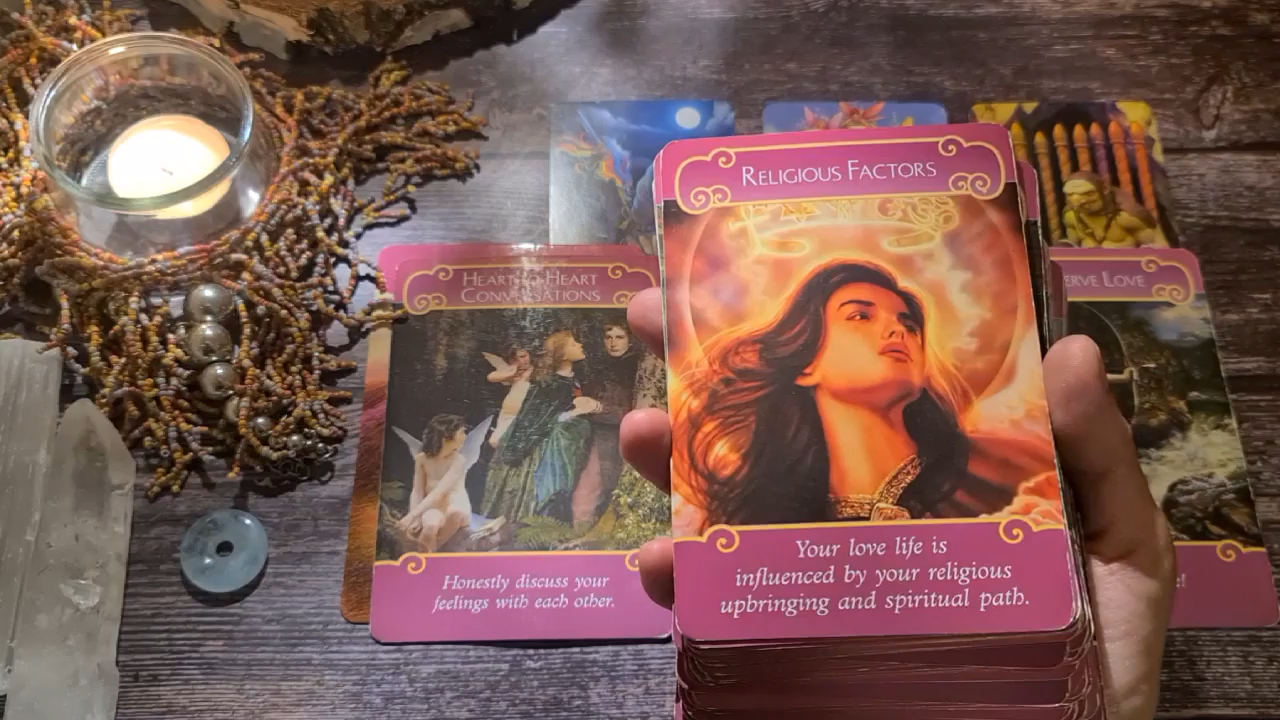 Religious Factors
Your love life is
influenced by your religious
upbringing and spiritual path.
Heart to Heart
Conversations
Honestly discuss your
feelings with each other.
erve Love
!